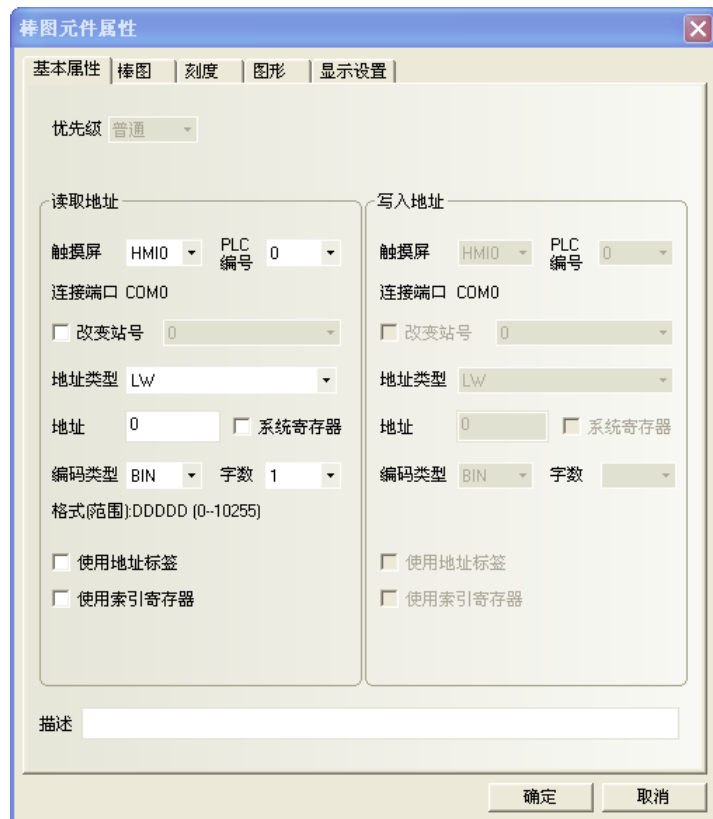 棒图元件属性
基本属性 棒图 刻度 图形 显示设置
优先级 普通
读取地址
触摸屏 HMI0 PLC编号 0
连接端口 COM0
改变站号 0
地址类型 LW
地址 0 系统寄存器
编码类型 BIN 字数 1
格式(范围):DDDDD (0--10255)
使用地址标签
使用索引寄存器
写入地址
触摸屏 HMI0 PLC编号 0
连接端口 COM0
改变站号 0
地址类型 LW
地址 0 系统寄存器
编码类型 BIN 字数
使用地址标签
使用索引寄存器
描述
确定 取消